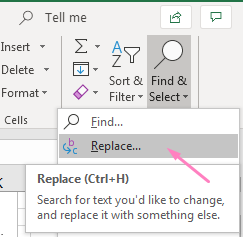 Tell me
Insert
Delete
Format
Sort &
Filter
Find &
Select
Cells
Find...
b
c
Replace...
K
Replace (Ctrl+H)
Search for text you'd like to change,
and replace it with something else.